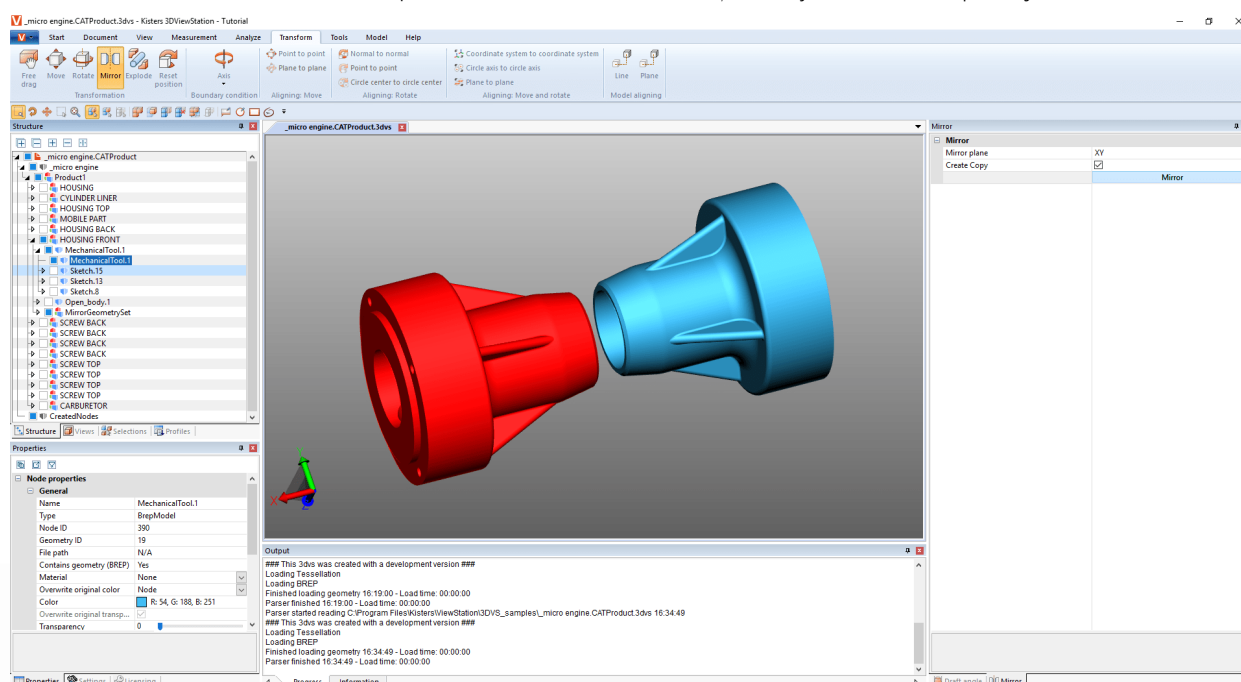 _micro engine.CATProduct.3dvs - Kisters 3DViewStation - Tutorial
Start Document View Measurement Analyze Transform Tools Model Help
Free drag Move Rotate Mirror Explode Reset position
Transformation
Axis
Boundary condition
Point to point
Plane to plane
Aligning: Move
Normal to normal
Point to point
Circle center to circle center
Aligning: Rotate
Coordinate system to coordinate system
Circle axis to circle axis
Plane to plane
Aligning: Move and rotate
Line Plane
Model aligning
Structure
_micro engine.CATProduct
_micro engine
Product1
HOUSING
CYLINDER LINER
HOUSING TOP
MOBILE PART
HOUSING BACK
HOUSING FRONT
MechanicalTool.1
MechanicalTool.1
Sketch.15
Sketch.13
Sketch.8
Open_body.1
MirrorGeometrySet
SCREW BACK
SCREW BACK
SCREW BACK
SCREW BACK
SCREW TOP
SCREW TOP
SCREW TOP
SCREW TOP
CARBURETOR
CreatedNodes
Structure Views Selections Profiles
Properties
Node properties
General
Name MechanicalTool.1
Type BrepModel
Node ID 390
Geometry ID 19
File path N/A
Contains geometry (BREP) Yes
Material None
Overwrite original color Node
Color R: 54, G: 188, B: 251
Overwrite original transp...
Transparency 0
Properties Settings Licensing
_micro engine.CATProduct.3dvs
X
Output
### This 3dvs was created with a development version ###
Loading Tessellation
Loading BREP
Finished loading geometry 16:19:00 - Load time: 00:00:00
Parser finished 16:19:00 - Load time: 00:00:00
Parser started reading C:\Program Files\Kisters\ViewStation\3DVS_samples\_micro engine.CATProduct.3dvs 16:34:49
### This 3dvs was created with a development version ###
Loading Tessellation
Loading BREP
Finished loading geometry 16:34:49 - Load time: 00:00:00
Parser finished 16:34:49 - Load time: 00:00:00
Progress Information
Mirror
Mirror
Mirror plane XY
Create Copy
Mirror
Draft angle Mirror